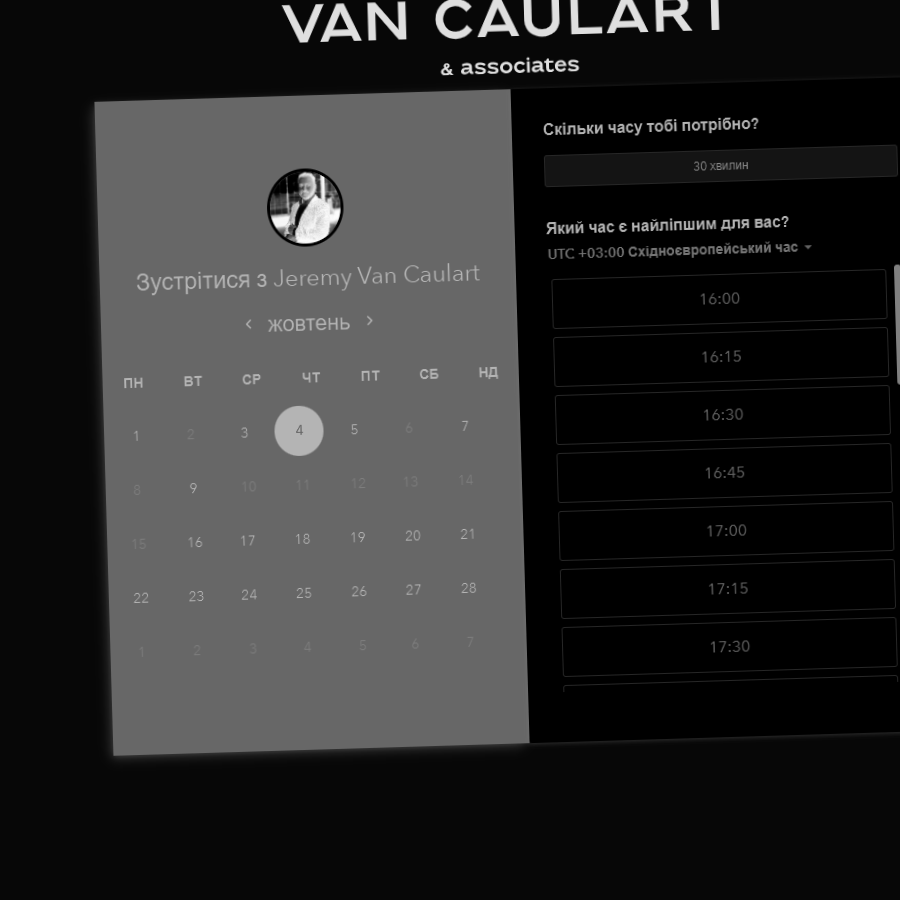 VAN CAULART
& associates
Зустрітися з Jeremy Van Caulart
жовтень
ПН ВТ СР ЧТ ПТ СБ НД
1 2 3 4 5 6 7
8 9 10 11 12 13 14
15 16 17 18 19 20 21
22 23 24 25 26 27 28
1 2 3 4 5 6 7
Скільки часу тобі потрібно?
30 хвилин
Який час є найліпшим для вас?
UTC +03:00 Східноєвропейський час
16:00
16:15
16:30
16:45
17:00
17:15
17:30